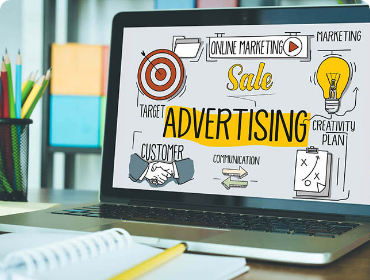 MARKETING
ONLINE MARKETING
Sale
TARGET
ADVERTISING
CREATIVITY
PLAN
CUSTOMER
COMMUNICATION